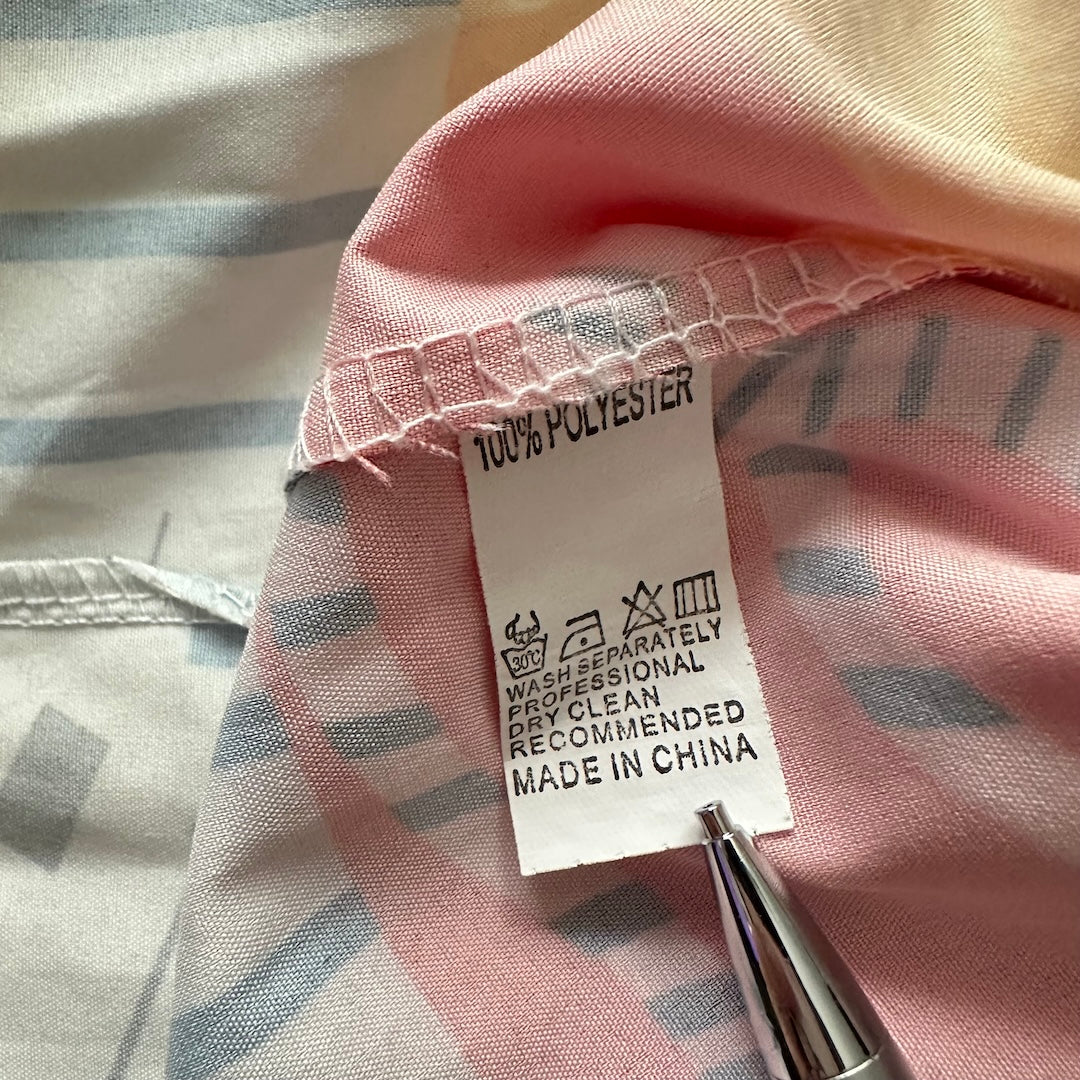 100% POLYESTER
30°C
WASH SEPARATELY
PROFESSIONAL
DRY CLEAN
RECOMMENDED
MADE IN CHINA